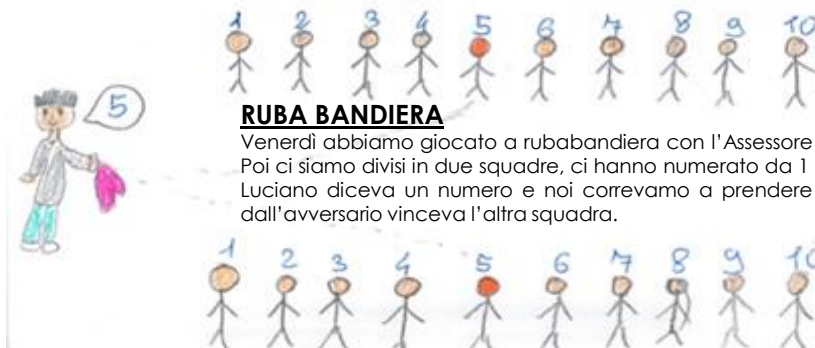 1 2 3 4 5 6 7 8 9 10
5
RUBA BANDIERA
Venerdì abbiamo giocato a rubabandiera con l'Assessore
Poi ci siamo divisi in due squadre, ci hanno numerato da 1
Luciano diceva un numero e noi correvamo a prendere
dall'avversario vinceva l'altra squadra.
1 2 3 4 5 6 7 8 9 10